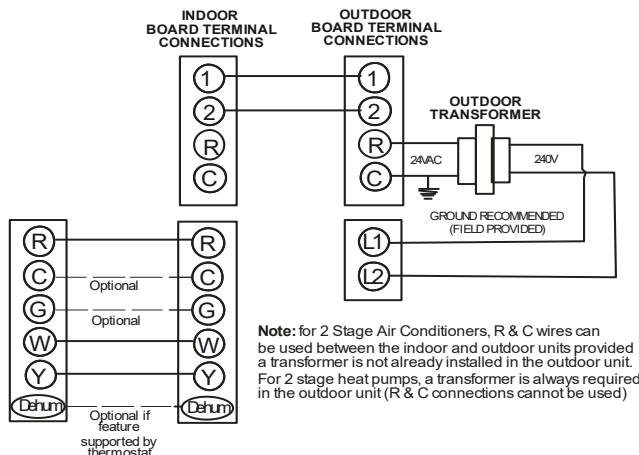 INDOOR
BOARD TERMINAL
CONNECTIONS
OUTDOOR
BOARD TERMINAL
CONNECTIONS
1
2
R
C
1
2
R
C
OUTDOOR
TRANSFORMER
24VAC
240V
GROUND RECOMMENDED
(FIELD PROVIDED)
L1
L2
R
C
G
W
Y
Dehum
Optional
Optional
Optional if
feature
supported by
thermostat
R
C
G
W
Y
Dehum
Note: for 2 Stage Air Conditioners, R & C wires can
be used between the indoor and outdoor units provided
a transformer is not already installed in the outdoor unit.
For 2 stage heat pumps, a transformer is always required
in the outdoor unit (R & C connections cannot be used)